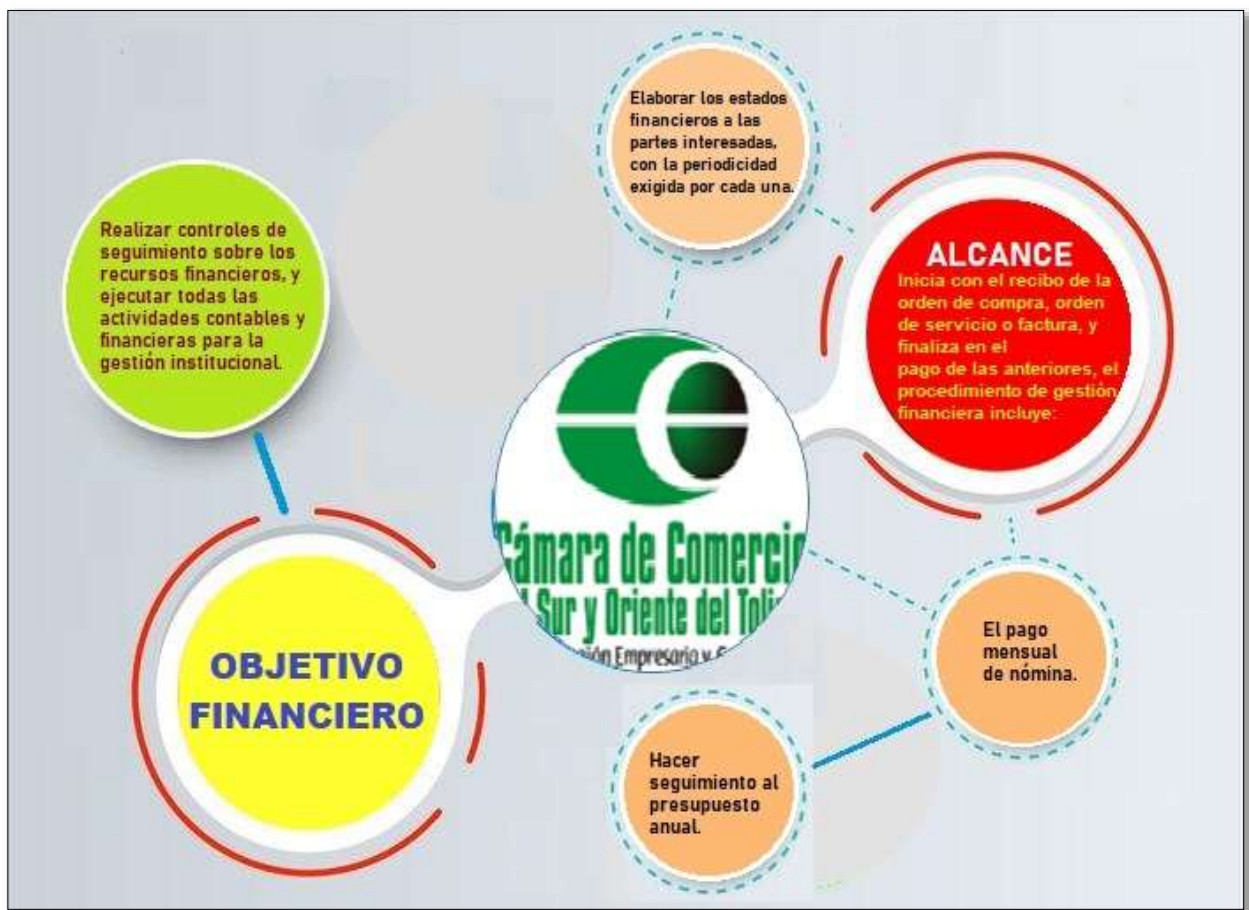 Elaborar los estados
financieros a las
partes interesadas,
con la periodicidad
exigida por cada una.
Realizar controles de
seguimiento sobre los
recursos financieros, y
ejecutar todas las
actividades contables y
financieras para la
gestión institucional.
ALCANCE
Inicia con el recibo de la
orden de compra, orden
de servicio o factura, y
finaliza en el
pago de las anteriores, el
procedimiento de gestión
financiera incluye:
Cámara de Comercio
Sur y Oriente del
Empresaria y
OBJETIVO
FINANCIERO
El pago
mensual
de nómina.
Hacer
seguimiento al
presupuesto
anual.